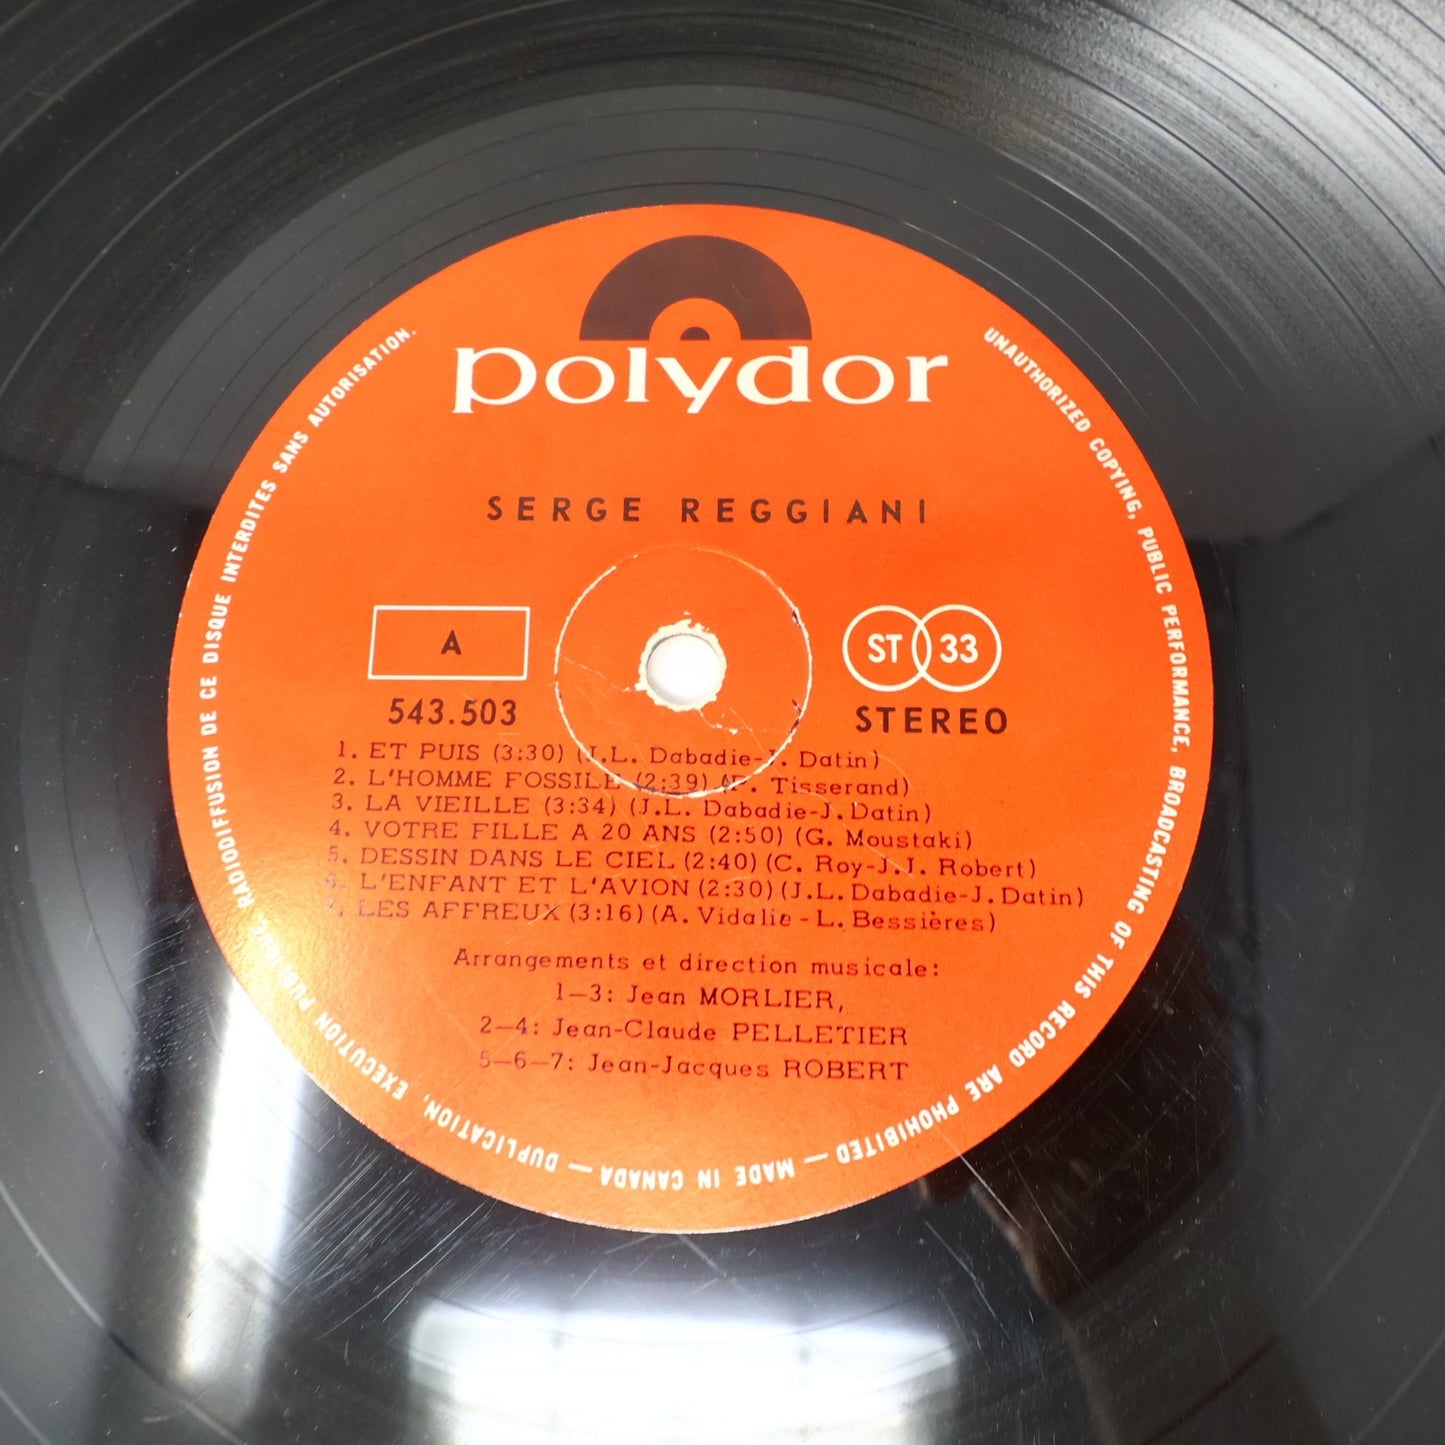 polydor
SERGE REGGIANI
A
543.503
ST 33
STEREO
1. ET PUIS (3:30) (J.L. Dabadie-J. Datin)
2. L'HOMME FOSSILE (2:39) (P. Tisserand)
3. LA VIEILLE (3:34) (J.L. Dabadie-J. Datin)
4. VOTRE FILLE A 20 ANS (2:50) (G. Moustaki)
5. DESSIN DANS LE CIEL (2:40) (C. Roy-J.J. Robert)
6. L'ENFANT ET L'AVION (2:30) (J.L. Dabadie-J. Datin)
7. LES AFFREUX (3:16) (A. Vidalie - L. Bessières)
Arrangements et direction musicale:
1-3: Jean MORLIER,
2-4: Jean-Claude PELLETIER
5-6-7: Jean-Jacques ROBERT
UNAUTHORIZED COPYING, PUBLIC PERFORMANCE, BROADCASTING OF THIS RECORD ARE PROHIBITED — MADE IN CANADA — DUPLICATION, EXECUTION PUBLIQUE, RADIODIFFUSION DE CE DISQUE INTERDITES SANS AUTORISATION.